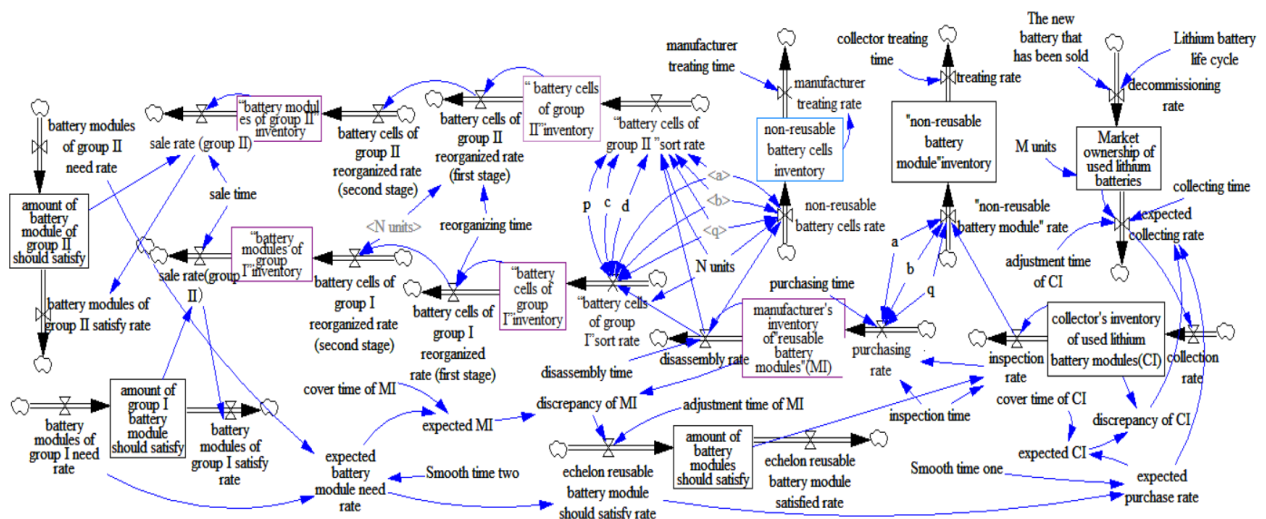 The new
battery that
has been sold
Lithium battery
life cycle
decommissioning
rate
manufacturer
treating time
collector treating
time
treating rate
manufacturer
treating rate
"battery modul
es of group II"
inventory
sale rate (group II)
battery cells of
group II
reorganized rate
(second stage)
battery cells of
group II
reorganized rate
(first stage)
" battery cells
of group
II"inventory
"battery cells of
group II "sort rate
non-reusable
battery cells
inventory
"non-reusable
battery
module"inventory
M units
Market
ownership of
used lithium
batteries
collecting time
battery modules
of group II
need rate
amount of
battery
module of
group II
should satisfy
sale time
<N units>
reorganizing time
p
c
d
<a>
<b>
<q>
N units
non-reusable
battery cells rate
a
b
q
"non-reusable
battery module" rate
expected
collecting rate
adjustment time
of CI
sale rate(group
II)
"battery
modules of group
I"inventory
battery cells of
group I
reorganized rate
(second stage)
battery cells of
group I
reorganized
rate (first stage)
"battery
cells of
group
I"inventory
"battery cells
of group
I"sort rate
purchasing time
manufacturer's
inventory
of"reusable
battery
modules"(MI)
disassembly rate
purchasing
rate
inspection
rate
collector's inventory
of used lithium
battery modules(CI)
collection
rate
battery modules of
group II satisfy rate
disassembly time
cover time of MI
discrepancy of MI
expected MI
adjustment time of MI
inspection time
cover time of CI
discrepancy of CI
expected CI
amount of
group I
battery
module
should satisfy
battery
modules of
group I need
rate
battery
modules of
group I satisfy
rate
expected
battery
module need
rate
Smooth time two
echelon reusable
battery module
should satisfy rate
amount of
battery
modules
should satisfy
echelon reusable
battery module
satisfied rate
Smooth time one
expected
purchase rate